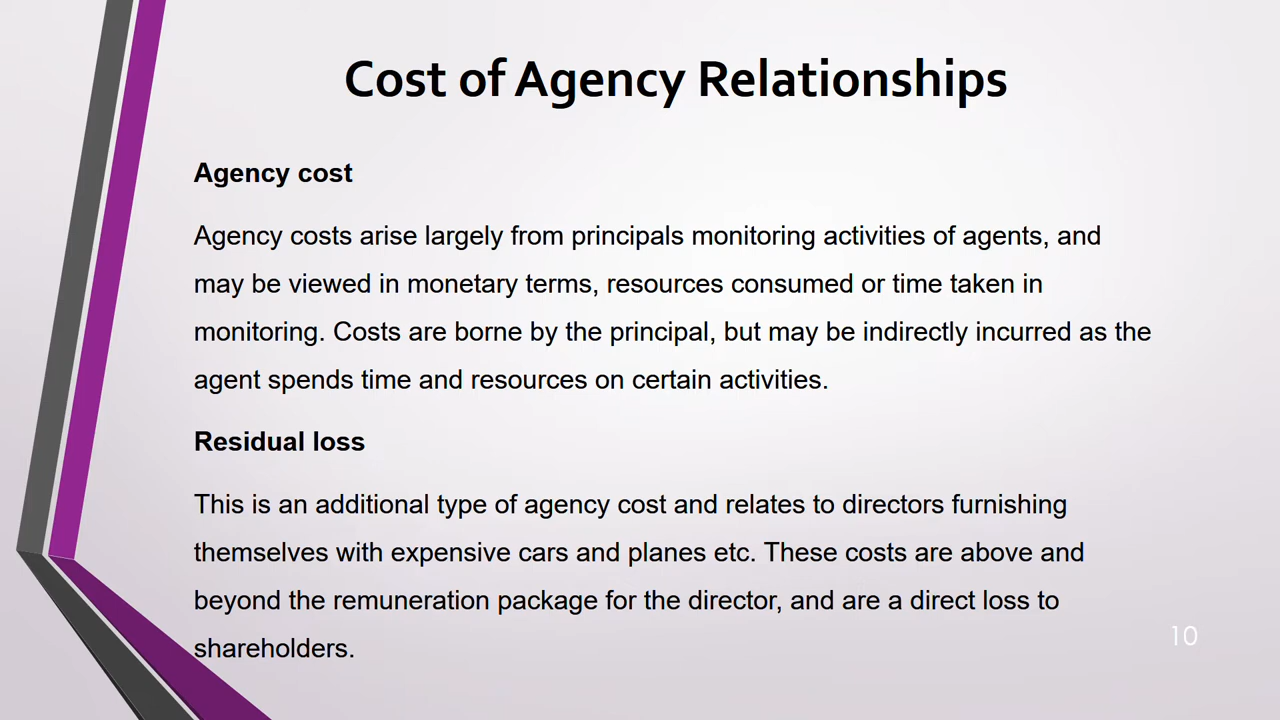 Cost of Agency Relationships
Agency cost
Agency costs arise largely from principals monitoring activities of agents, and
may be viewed in monetary terms, resources consumed or time taken in
monitoring. Costs are borne by the principal, but may be indirectly incurred as the
agent spends time and resources on certain activities.
Residual loss
This is an additional type of agency cost and relates to directors furnishing
themselves with expensive cars and planes etc. These costs are above and
beyond the remuneration package for the director, and are a direct loss to
shareholders.
10